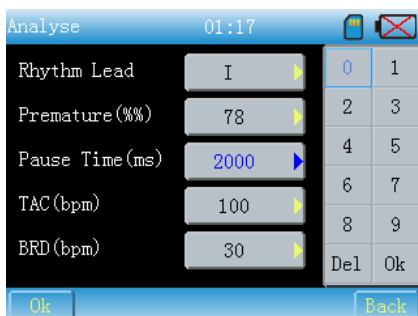 Analyse 01:17
Rhythm Lead I
Premature(%%) 78
Pause Time(ms) 2000
TAC(bpm) 100
BRD(bpm) 30
0 1
2 3
4 5
6 7
8 9
Del Ok
Ok Back